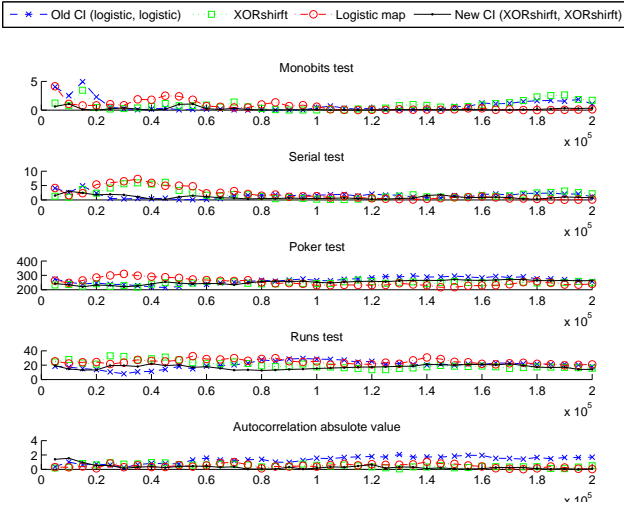 Old CI (logistic, logistic) XORshirft Logistic map New CI (XORshirft, XORshirft)
Monobits test
5
0
0 0.2 0.4 0.6 0.8 1 1.2 1.4 1.6 1.8 2
x 10^5
Serial test
10
5
0
0 0.2 0.4 0.6 0.8 1 1.2 1.4 1.6 1.8 2
x 10^5
Poker test
400
300
200
0 0.2 0.4 0.6 0.8 1 1.2 1.4 1.6 1.8 2
x 10^5
Runs test
40
20
0
0 0.2 0.4 0.6 0.8 1 1.2 1.4 1.6 1.8 2
x 10^5
Autocorrelation absulote value
4
2
0
0 0.2 0.4 0.6 0.8 1 1.2 1.4 1.6 1.8 2
x 10^5